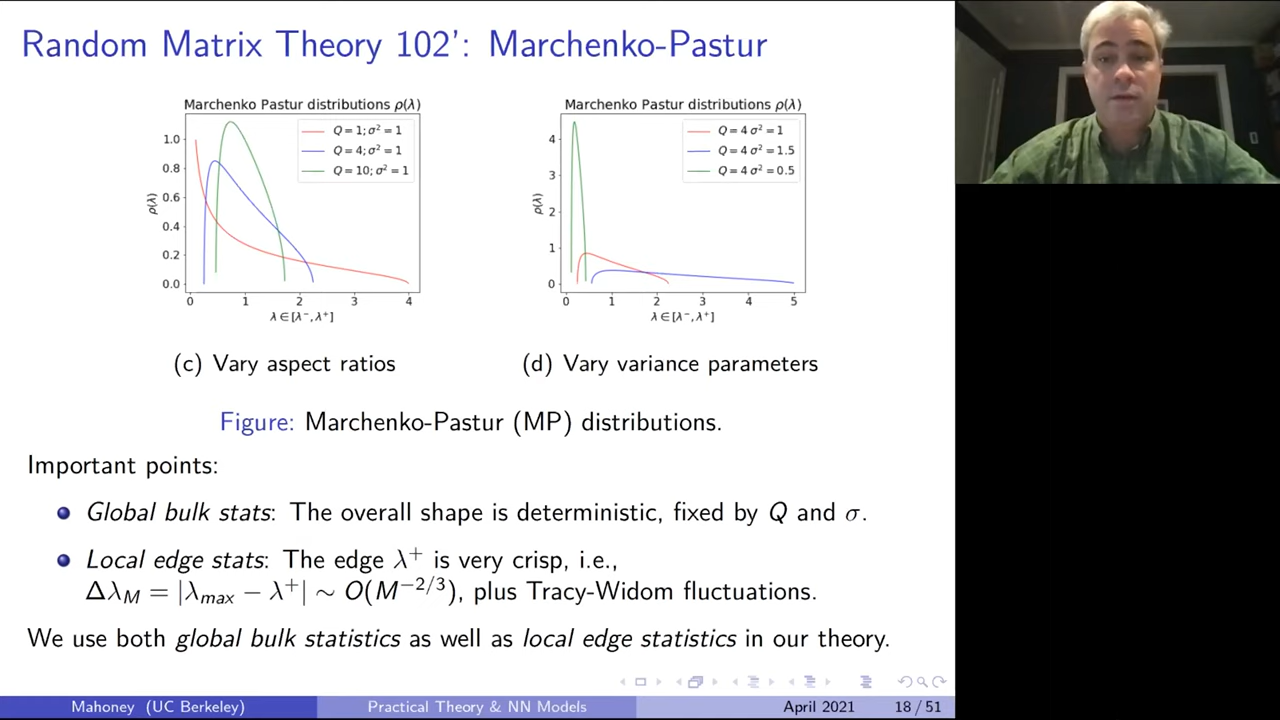 Random Matrix Theory 102’: Marchenko-Pastur
Marchenko Pastur distributions ρ(λ)
Q = 1; σ² = 1
Q = 4; σ² = 1
Q = 10; σ² = 1
1.0
0.8
0.6
0.4
0.2
0.0
ρ(λ)
0 1 2 3 4
λ ∈ [λ⁻, λ⁺]
Marchenko Pastur distributions ρ(λ)
Q = 4 σ² = 1
Q = 4 σ² = 1.5
Q = 4 σ² = 0.5
4
3
2
1
0
ρ(λ)
0 1 2 3 4 5
λ ∈ [λ⁻, λ⁺]
(c) Vary aspect ratios
(d) Vary variance parameters
Figure: Marchenko-Pastur (MP) distributions.
Important points:
Global bulk stats: The overall shape is deterministic, fixed by Q and σ.
Local edge stats: The edge λ⁺ is very crisp, i.e.,
Δλ_M = |λ_max − λ⁺| ∼ O(M^−2/3), plus Tracy-Widom fluctuations.
We use both global bulk statistics as well as local edge statistics in our theory.
Mahoney (UC Berkeley) Practical Theory & NN Models April 2021 18 / 51